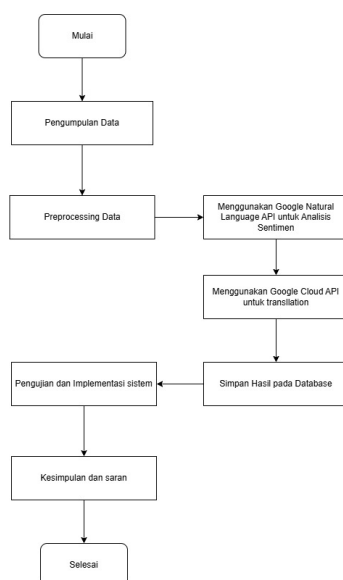 Mulai
Pengumpulan Data
Preprocessing Data
Menggunakan Google Natural
Language API untuk Analisis
Sentimen
Menggunakan Google Cloud API
untuk transllation
Simpan Hasil pada Database
Pengujian dan Implementasi sistem
Kesimpulan dan saran
Selesai